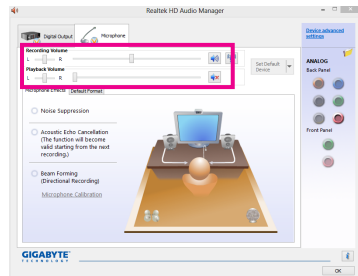 Realtek HD Audio Manager
Digital Output
Microphone
Device advanced settings
Recording Volume
L R
Playback Volume
L R
Set Default Device
ANALOG
Back Panel
Microphone Effects Default Format
Noise Suppression
Acoustic Echo Cancellation
(The function will become
valid starting from the next
recording.)
Front Panel
Beam Forming
(Directional Recording)
Microphone Calibration
GIGABYTE
TECHNOLOGY
OK